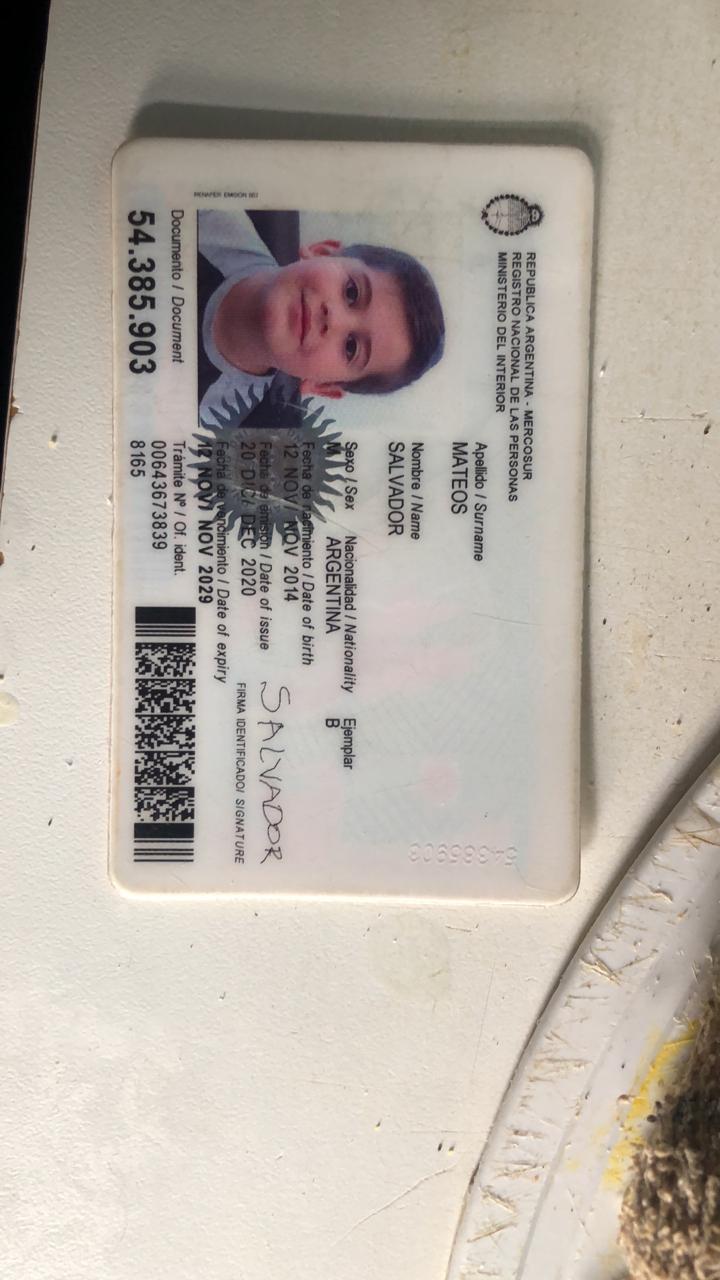 REPUBLICA ARGENTINA - MERCOSUR
REGISTRO NACIONAL DE LAS PERSONAS
MINISTERIO DEL INTERIOR
Apellido / Surname
MATEOS
Nombre / Name
SALVADOR
Sexo / Sex Nacionalidad / Nationality Ejemplar
M ARGENTINA B
Fecha de nacimiento / Date of birth
12 NOV/ NOV 2014
Fecha de emisión / Date of issue
20 DIC/ DEC 2020
Fecha de vencimiento / Date of expiry
12 NOV/ NOV 2029
SALVADOR
FIRMA IDENTIFICADO/ SIGNATURE
RENAPER EMISION 002
Documento / Document
54.385.903
Trámite Nº / Of. ident.
00643673839
8165
54385903